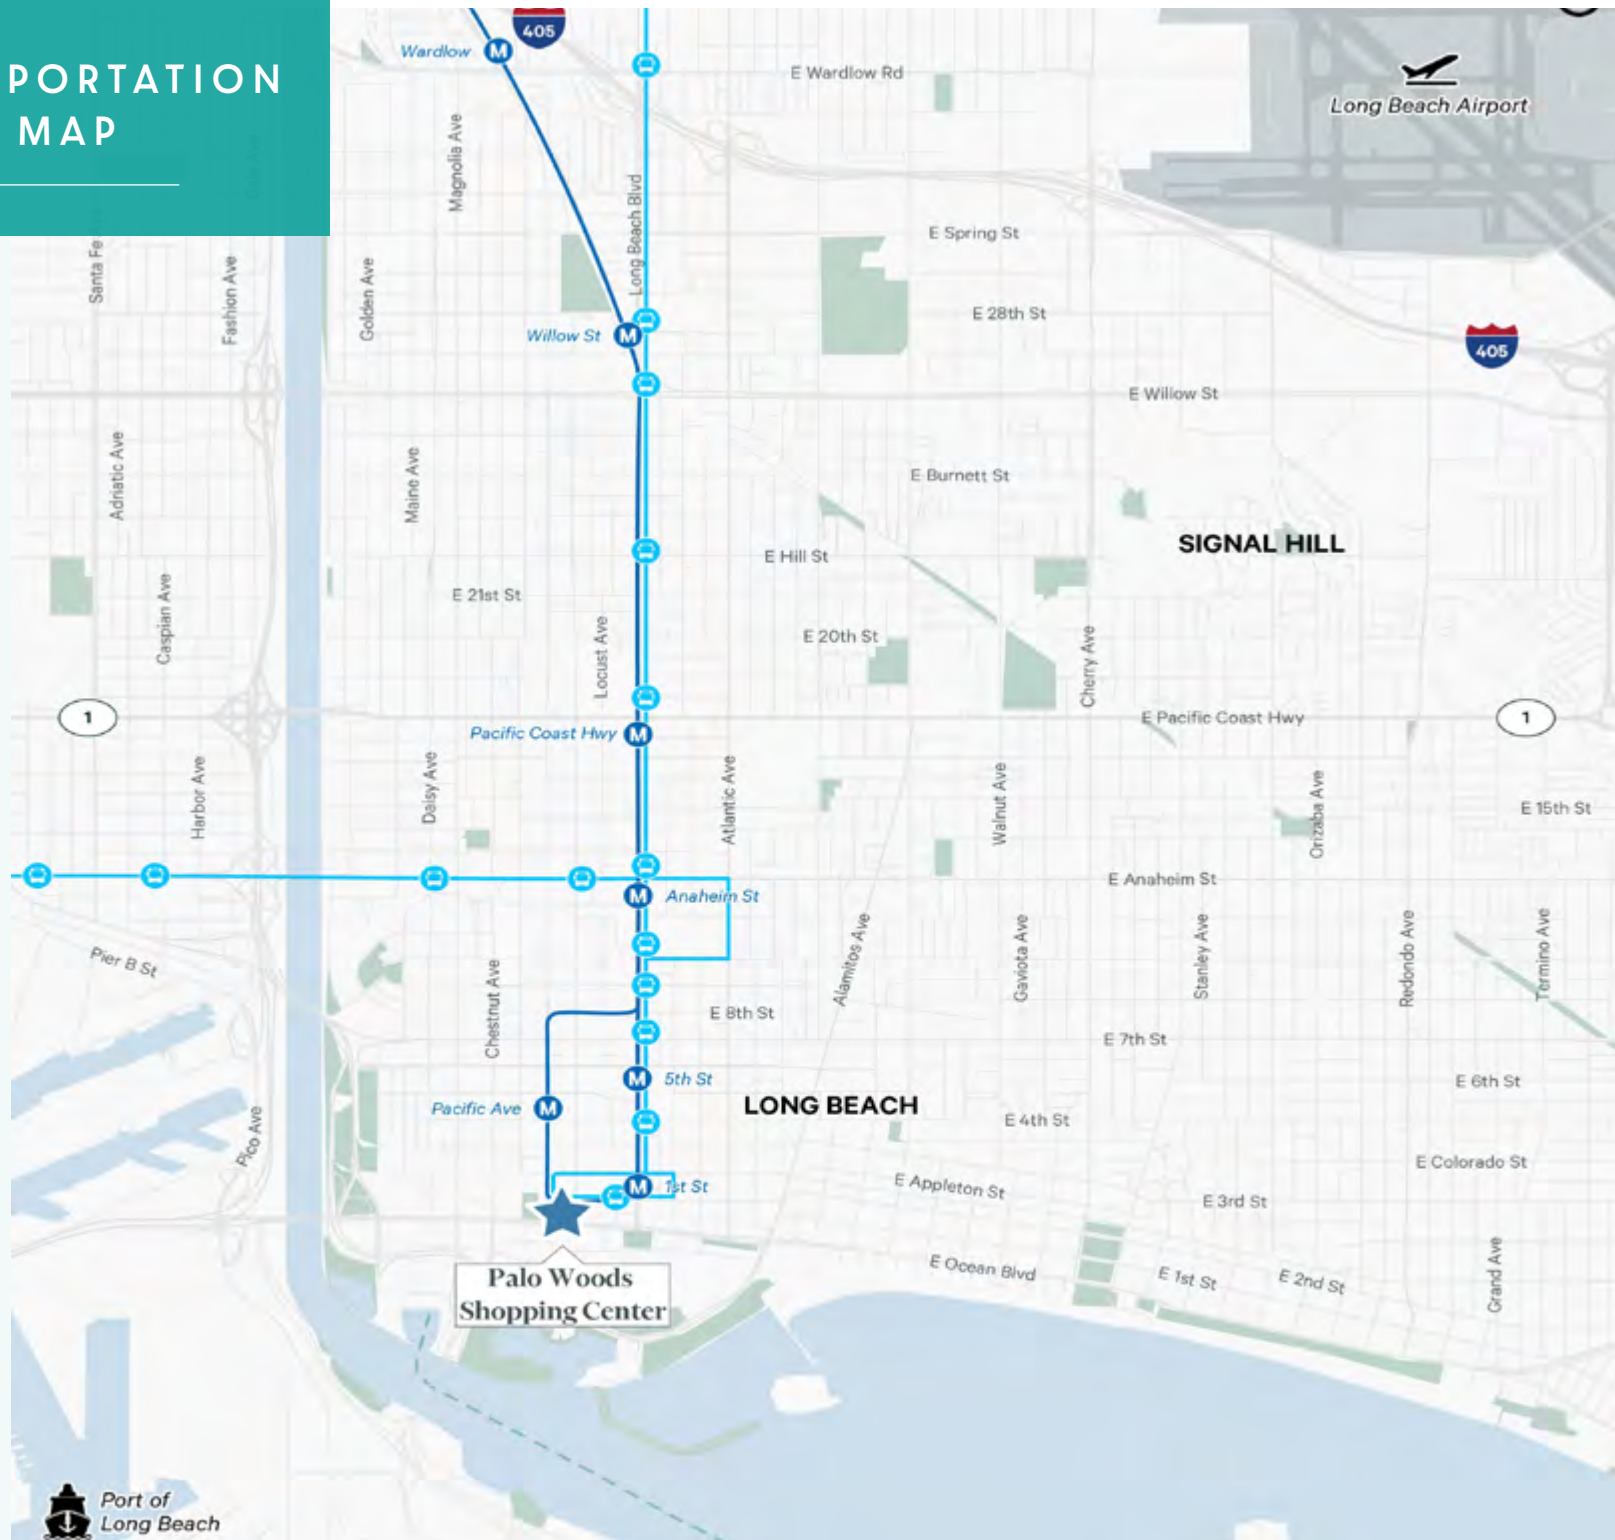 PORTATION
MAP
405
Wardlow
M
E Wardlow Rd
Long Beach Airport
Magnolia Ave
Long Beach Blvd
E Spring St
Santa Fe
Fashion Ave
Golden Ave
E 28th St
Willow St
M
405
E Willow St
Adriatic Ave
Maine Ave
E Burnett St
SIGNAL HILL
E Hill St
Caspian Ave
E 21st St
Locust Ave
E 20th St
Cherry Ave
1
Pacific Coast Hwy
M
E Pacific Coast Hwy
1
Harbor Ave
Daisy Ave
Atlantic Ave
Walnut Ave
Orizaba Ave
E 15th St
E Anaheim St
M
Anaheim St
Pier B St
Chestnut Ave
Alamitos Ave
Gaviota Ave
Stanley Ave
Redondo Ave
Termino Ave
E 8th St
E 7th St
M
5th St
E 6th St
Pacific Ave
M
LONG BEACH
E 4th St
Pico Ave
E Colorado St
M
1st St
E Appleton St
E 3rd St
Palo Woods
Shopping Center
E Ocean Blvd
E 1st St
E 2nd St
Grand Ave
Port of
Long Beach